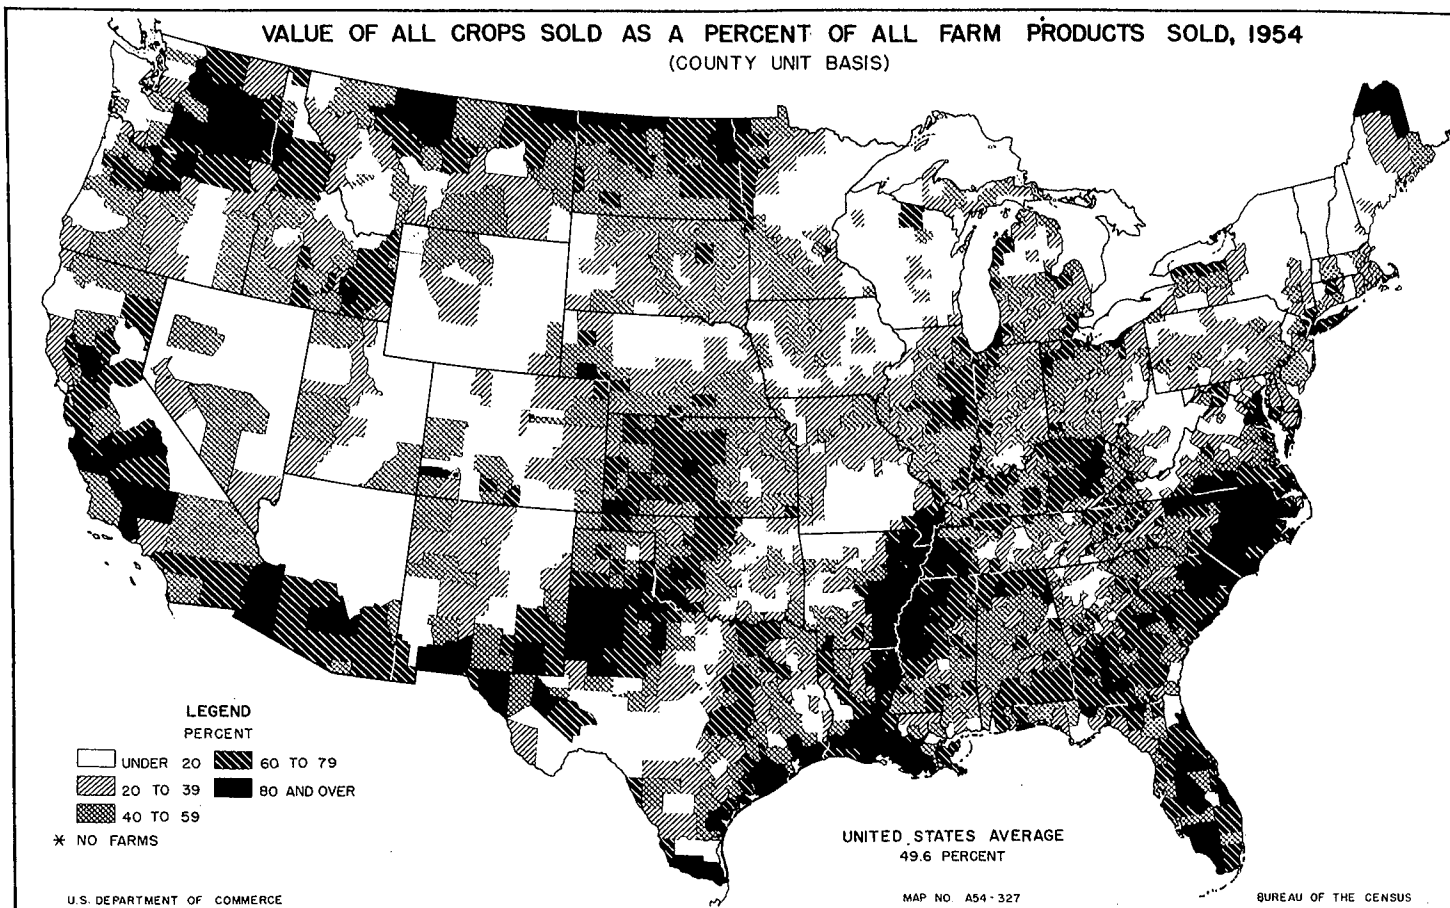 VALUE OF ALL CROPS SOLD AS A PERCENT OF ALL FARM PRODUCTS SOLD, 1954
(COUNTY UNIT BASIS)
LEGEND
PERCENT
UNDER 20
20 TO 39
40 TO 59
60 TO 79
80 AND OVER
* NO FARMS
UNITED STATES AVERAGE
49.6 PERCENT
U.S. DEPARTMENT OF COMMERCE
MAP NO. A54-327
BUREAU OF THE CENSUS